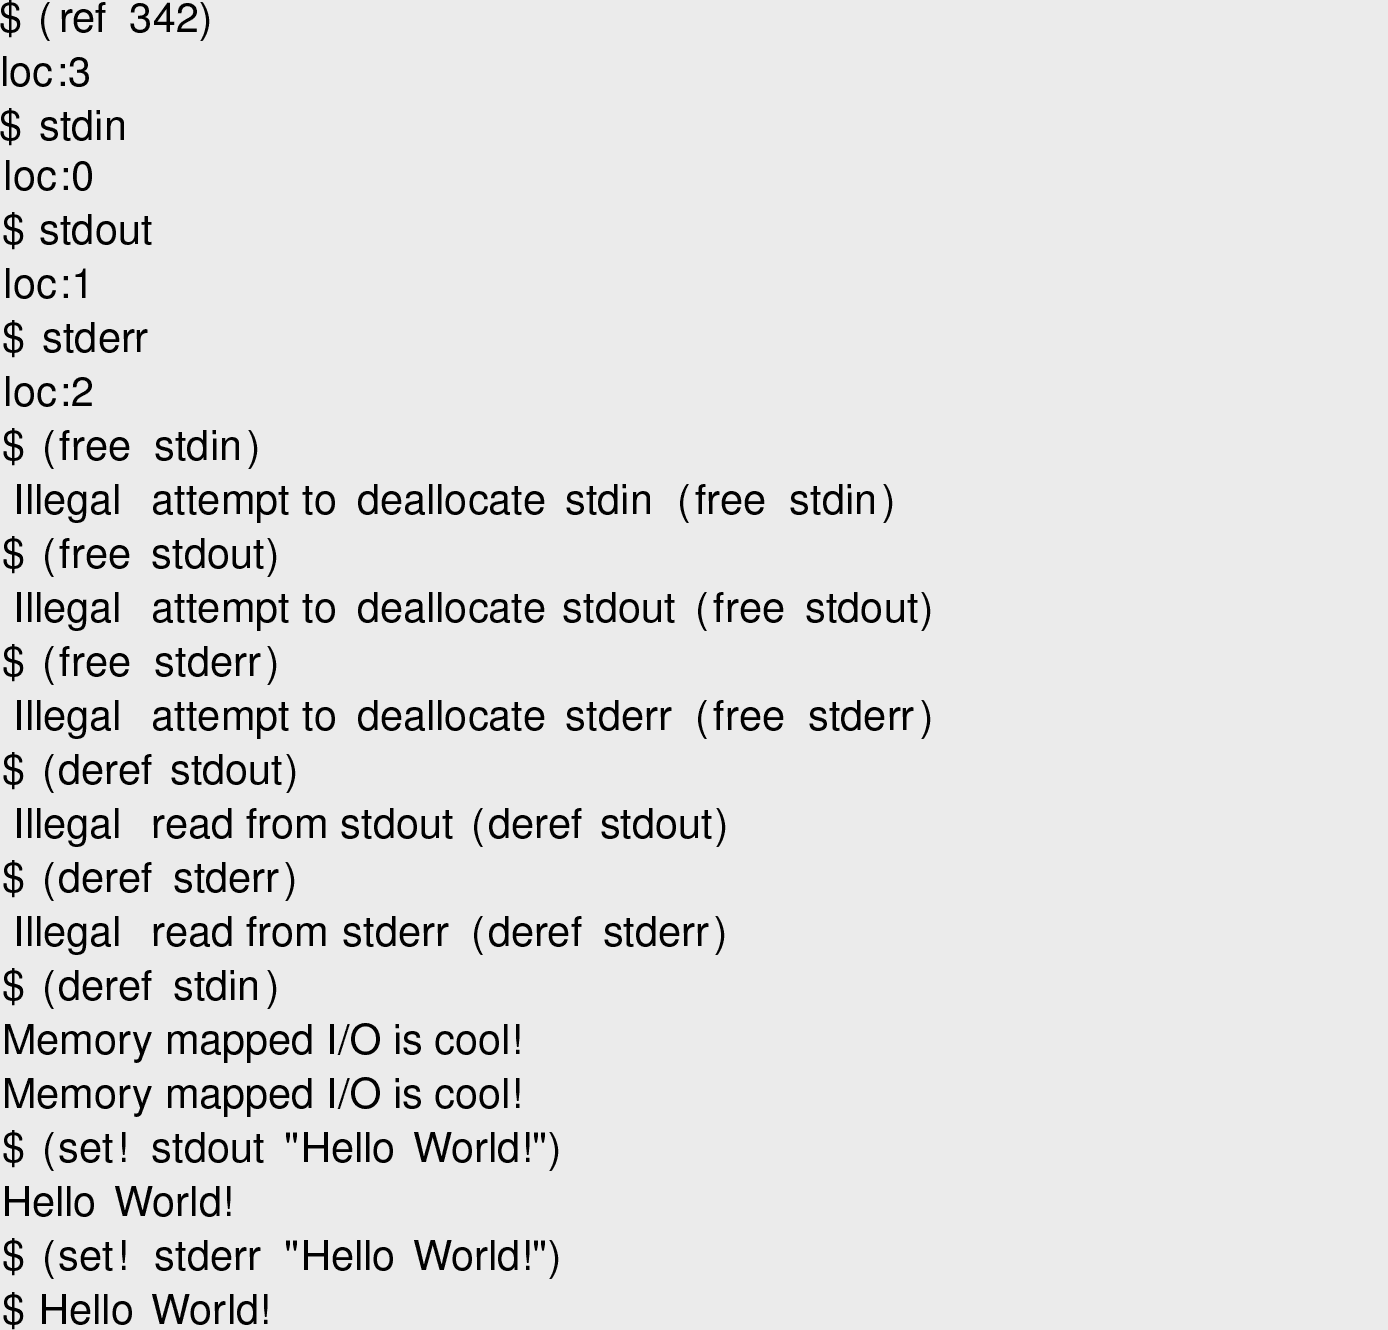 $ (ref 342)
loc:3
$ stdin
loc:0
$ stdout
loc:1
$ stderr
loc:2
$ (free stdin)
Illegal attempt to deallocate stdin (free stdin)
$ (free stdout)
Illegal attempt to deallocate stdout (free stdout)
$ (free stderr)
Illegal attempt to deallocate stderr (free stderr)
$ (deref stdout)
Illegal read from stdout (deref stdout)
$ (deref stderr)
Illegal read from stderr (deref stderr)
$ (deref stdin)
Memory mapped I/O is cool!
Memory mapped I/O is cool!
$ (set! stdout "Hello World!")
Hello World!
$ (set! stderr "Hello World!")
$ Hello World!